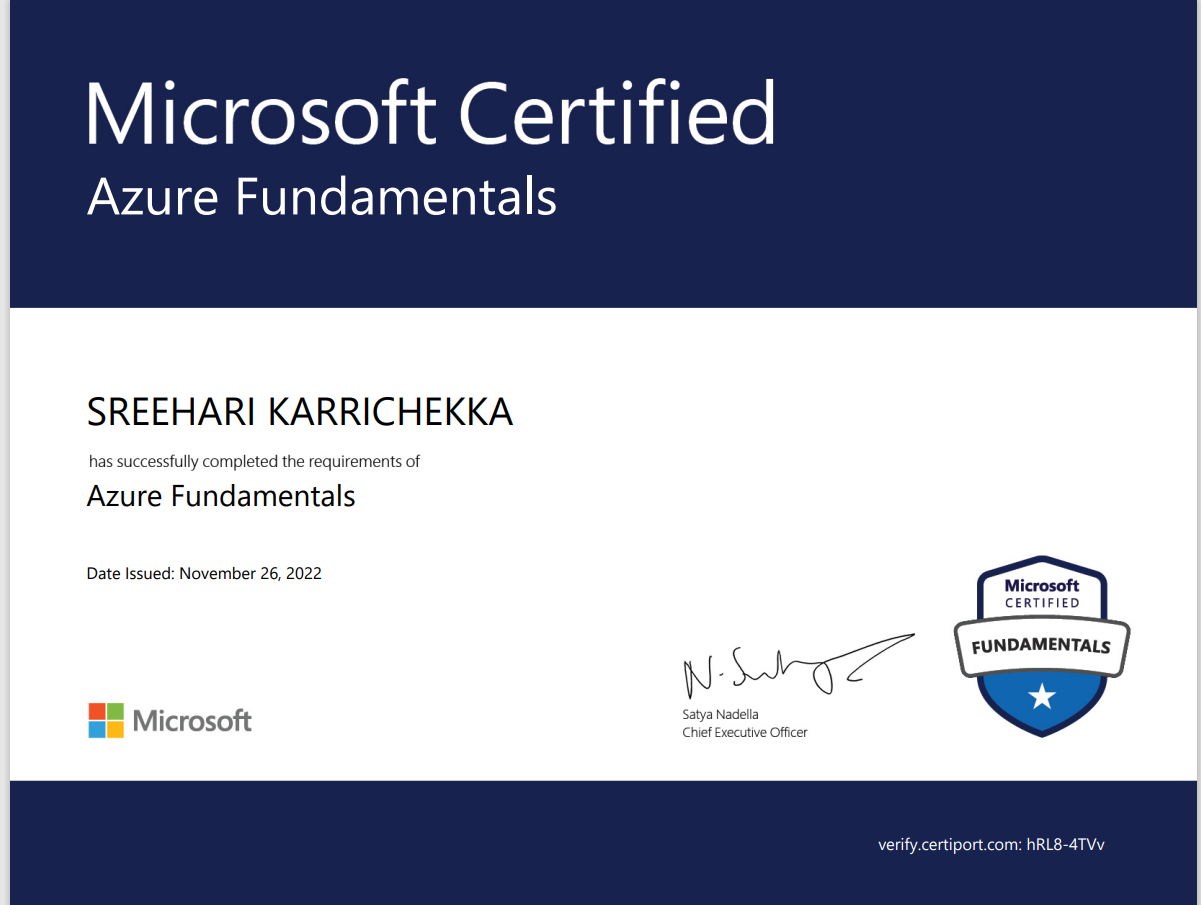 Microsoft Certified
Azure Fundamentals
SREEHARI KARRICHEKKA
has successfully completed the requirements of
Azure Fundamentals
Date Issued: November 26, 2022
Microsoft
CERTIFIED
FUNDAMENTALS
Satya Nadella
Chief Executive Officer
Microsoft
verify.certiport.com: hRL8-4TVv